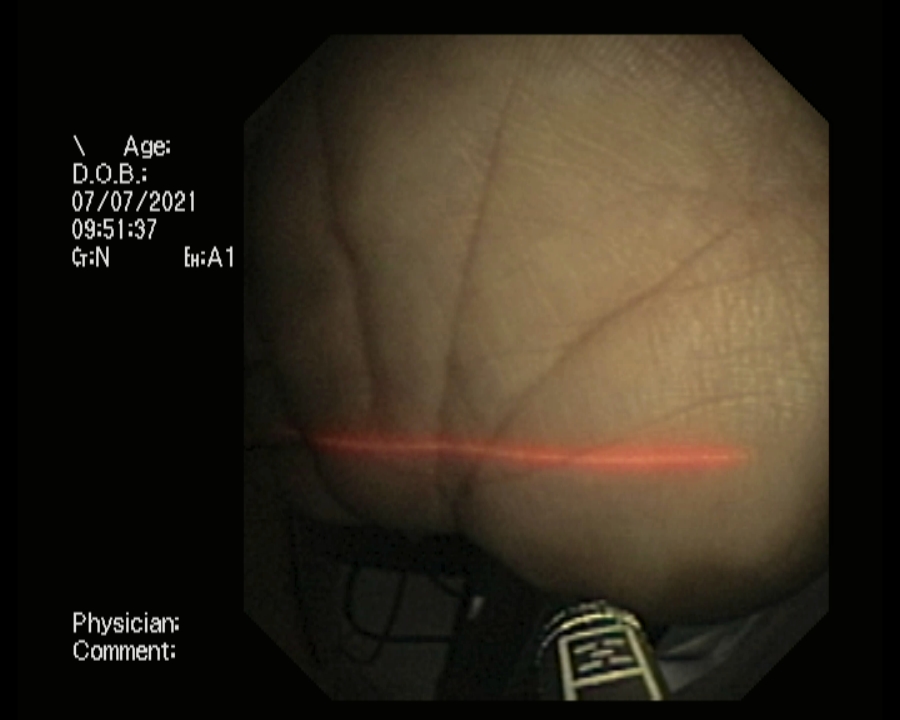 \ Age:
D.O.B.:
07/07/2021
09:51:37
Cr:N EH:A1
Physician:
Comment: